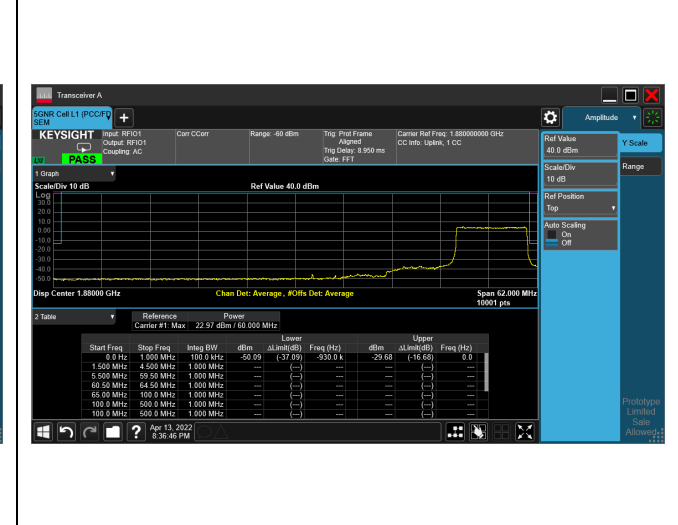 Transceiver A
5GNR Cell L1 (PCC/FD
SEM
Amplitude
KEYSIGHT
Input: RFIO1
Output: RFIO1
Coupling: AC
Corr CCorr
Range: -60 dBm
Trig: Prot Frame
Aligned
Trig Delay: 8.950 ms
Gate: FFT
Carrier Ref Freq: 1.880000000 GHz
CC Info: Uplink, 1 CC
LXI
PASS
Ref Value
40.0 dBm
Y Scale
Scale/Div
10 dB
Range
Ref Position
Top
Auto Scaling
On
Off
1 Graph
Scale/Div 10 dB
Ref Value 40.0 dBm
Log
30.0
20.0
10.0
0.00
-10.0
-20.0
-30.0
-40.0
-50.0
Disp Center 1.88000 GHz
Chan Det: Average, #Offs Det: Average
Span 62.000 MHz
10001 pts
2 Table
Reference Power
Carrier #1: Max 22.97 dBm / 60.000 MHz
Lower Upper
Start Freq Stop Freq Integ BW dBm ΔLimit(dB) Freq (Hz) dBm ΔLimit(dB) Freq (Hz)
0.0 Hz 1.000 MHz 100.0 kHz -50.09 (-37.09) -930.0 k -29.68 (-16.68) 0.0
1.500 MHz 4.500 MHz 1.000 MHz --- (---) --- --- (---) ---
5.500 MHz 59.50 MHz 1.000 MHz --- (---) --- --- (---) ---
60.50 MHz 64.50 MHz 1.000 MHz --- (---) --- --- (---) ---
65.00 MHz 100.0 MHz 1.000 MHz --- (---) --- --- (---) ---
100.0 MHz 500.0 MHz 1.000 MHz --- (---) --- --- (---) ---
100.0 MHz 500.0 MHz 1.000 MHz --- (---) --- --- (---) ---
Prototype
Limited
Sale
Allowed
Apr 13, 2022
8:36:46 PM